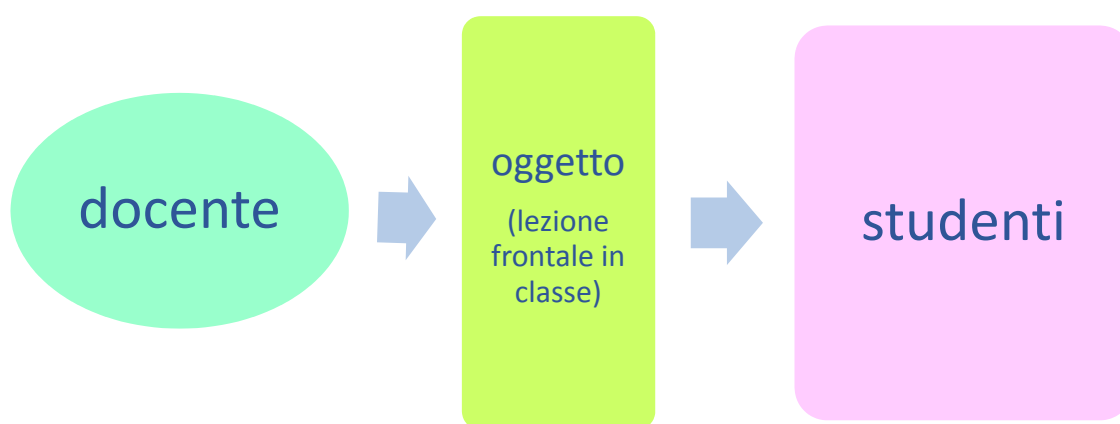 docente
oggetto
(lezione
frontale in
classe)
studenti